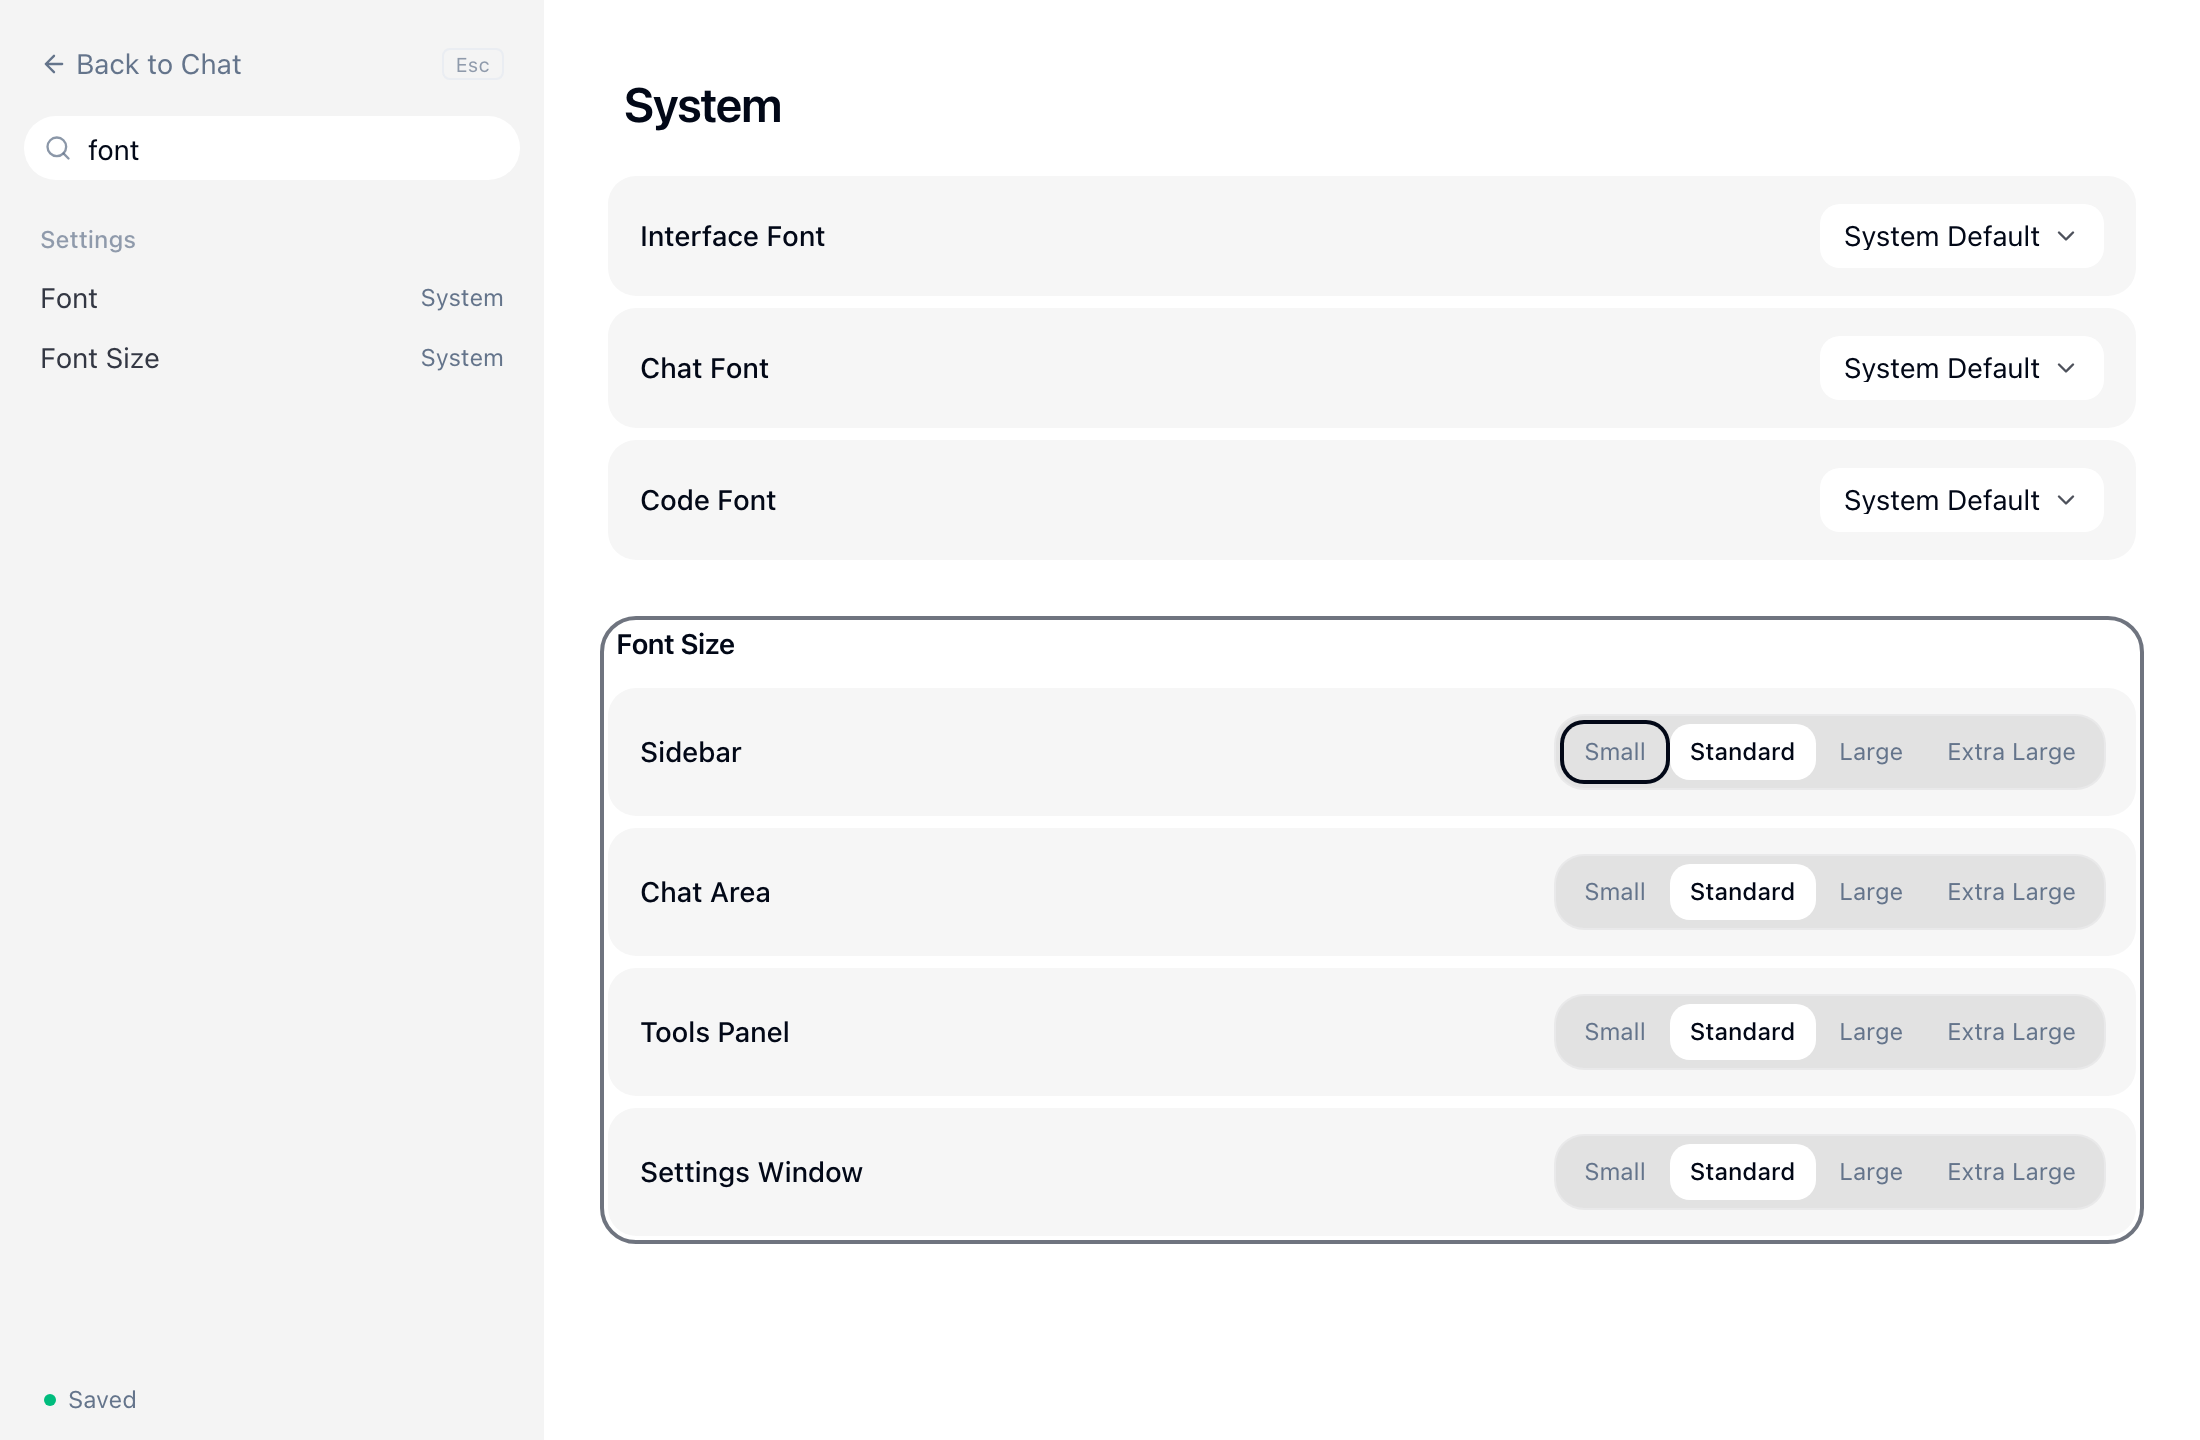 Back to Chat Esc
font
Settings
Font System
Font Size System
Saved
System
Interface Font System Default
Chat Font System Default
Code Font System Default
Font Size
Sidebar Small Standard Large Extra Large
Chat Area Small Standard Large Extra Large
Tools Panel Small Standard Large Extra Large
Settings Window Small Standard Large Extra Large